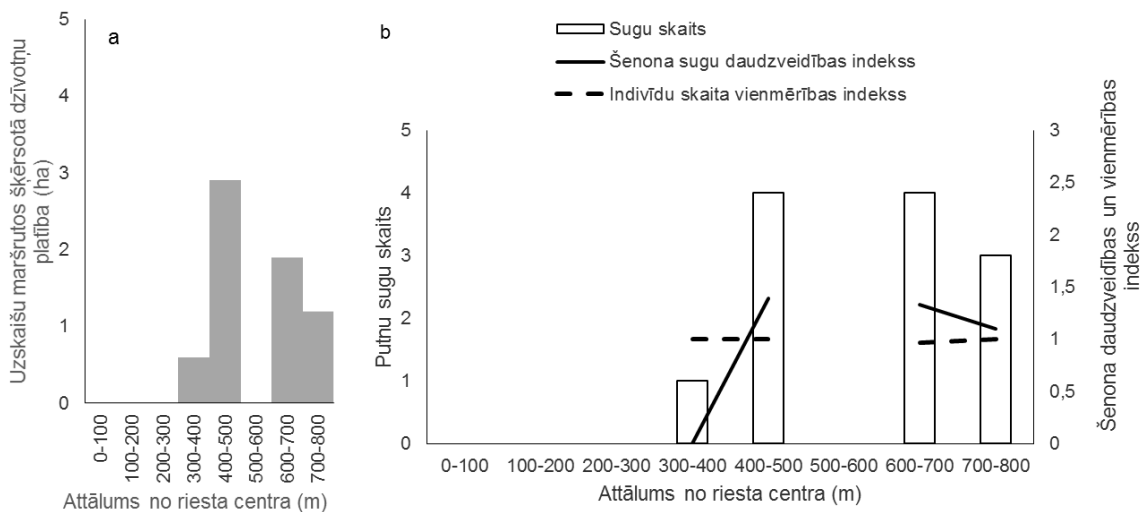 a
5
4
3
2
1
0
Uzskaišu maršrutos šķērsotā dzīvotņu
platība (ha)
0-100
100-200
200-300
300-400
400-500
500-600
600-700
700-800
Attālums no riesta centra (m)
b
Sugu skaits
Šenona sugu daudzveidības indekss
Indivīdu skaita vienmērības indekss
5
4
3
2
1
0
Putnu sugu skaits
3
2,5
2
1,5
1
0,5
0
Šenona daudzveidības un vienmērības
indekss
0-100 100-200 200-300 300-400 400-500 500-600 600-700 700-800
Attālums no riesta centra (m)